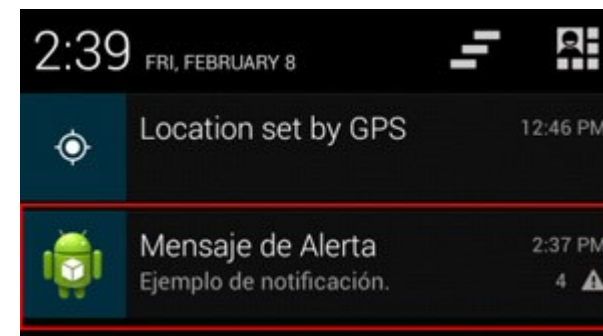 2:39 FRI, FEBRUARY 8
Location set by GPS 12:46 PM
Mensaje de Alerta 2:37 PM
Ejemplo de notificación. 4